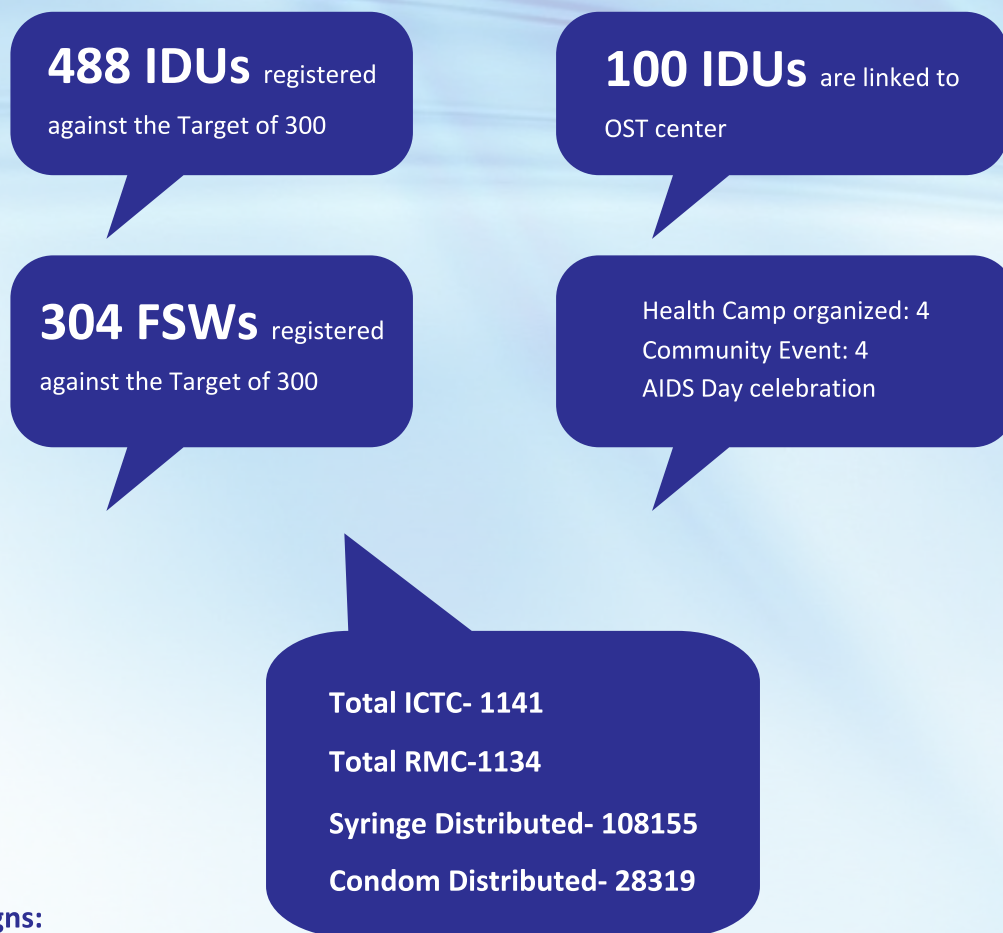 488 IDUs registered
against the Target of 300
100 IDUs are linked to
OST center
304 FSWs registered
against the Target of 300
Health Camp organized: 4
Community Event: 4
AIDS Day celebration
Total ICTC- 1141
Total RMC-1134
Syringe Distributed- 108155
Condom Distributed- 28319
gns: